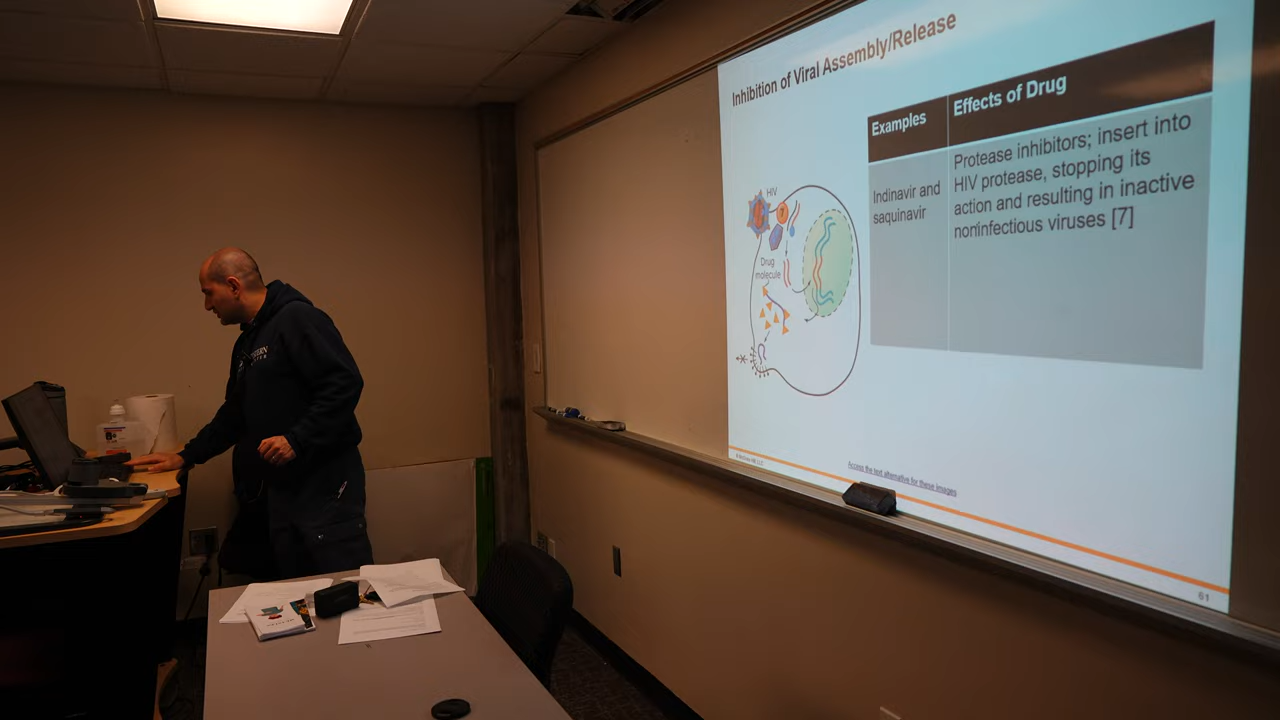 Inhibition of Viral Assembly/Release
Examples
Effects of Drug
Indinavir and
saquinavir
Protease inhibitors; insert into
HIV protease, stopping its
action and resulting in inactive
noninfectious viruses [7]
HIV
Drug
molecule
Access the text alternative for these images
61